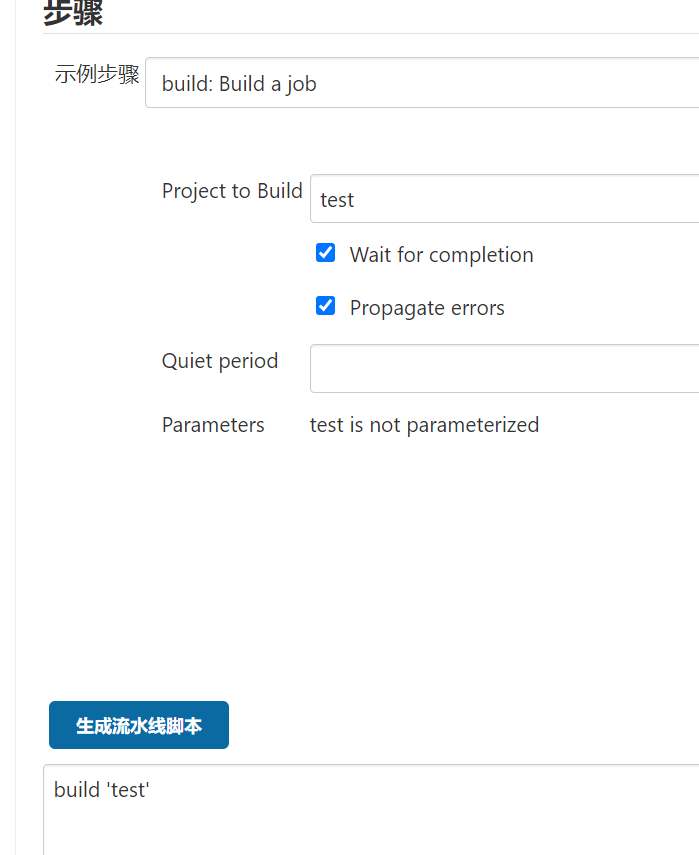 步骤
示例步骤 build: Build a job
Project to Build test
Wait for completion
Propagate errors
Quiet period
Parameters test is not parameterized
生成流水线脚本
build 'test'